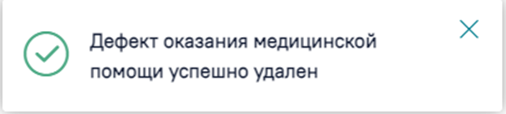 Дефект оказания медицинской
помощи успешно удален